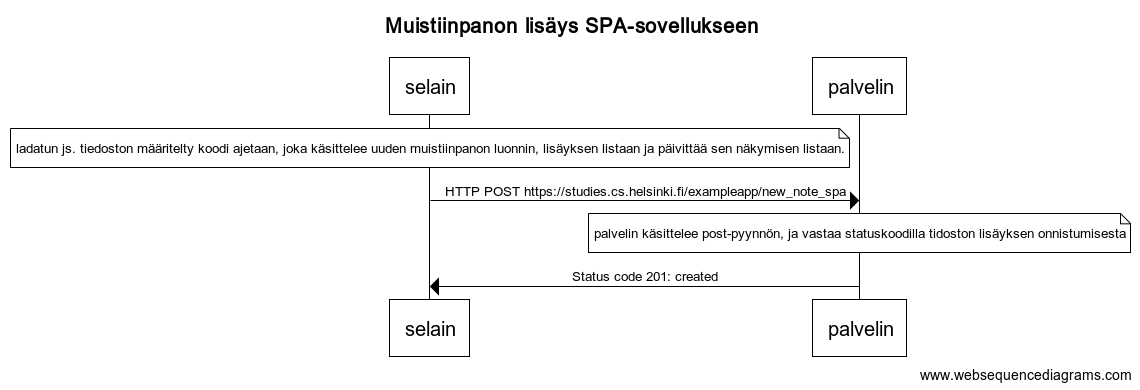 Muistiinpanon lisäys SPA-sovellukseen
selain
palvelin
ladatun js. tiedoston määritelty koodi ajetaan, joka käsittelee uuden muistiinpanon luonnin, lisäyksen listaan ja päivittää sen näkymisen listaan.
HTTP POST https://studies.cs.helsinki.fi/exampleapp/new_note_spa
palvelin käsittelee post-pyynnön, ja vastaa statuskoodilla tidoston lisäyksen onnistumisesta
Status code 201: created
selain
palvelin
www.websequencediagrams.com